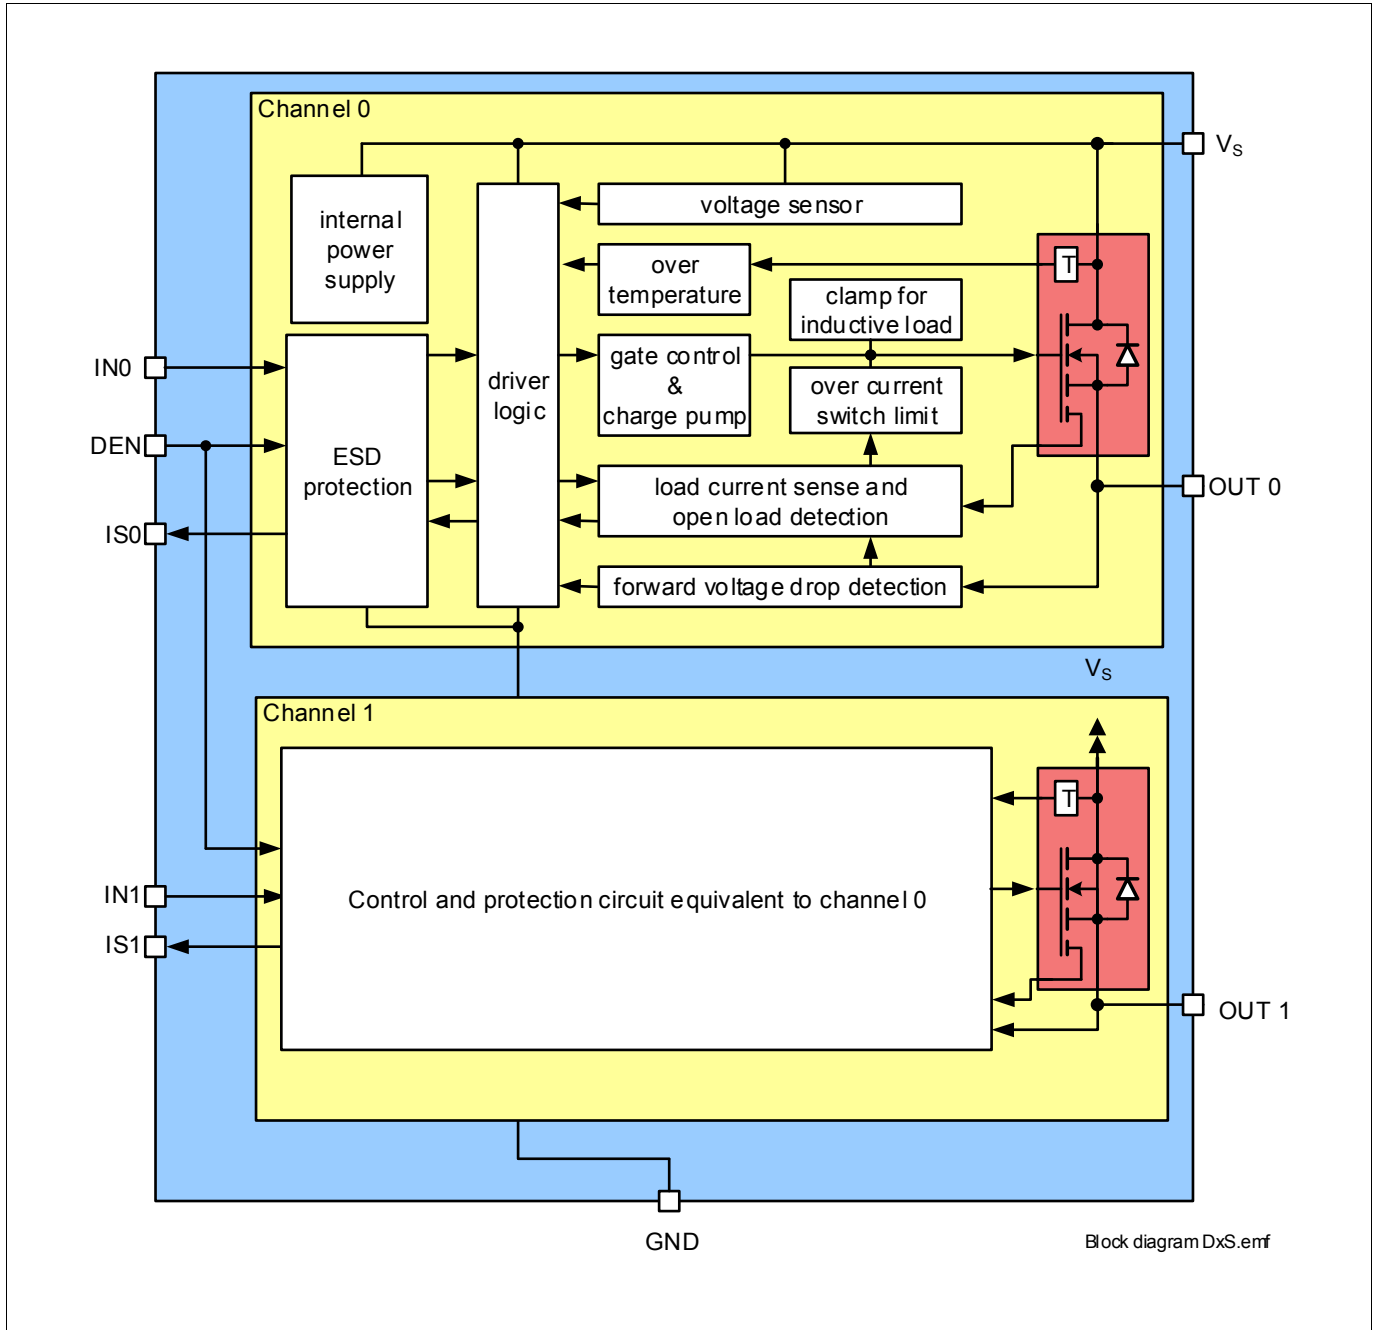 Channel 0
V_S
internal
power
supply
voltage sensor
over
temperature
T
clamp for
inductive load
IN0
driver
logic
gate control
&
charge pump
over current
switch limit
DEN
ESD
protection
load current sense and
open load detection
OUT 0
IS0
forward voltage drop detection
V_S
Channel 1
T
IN1
Control and protection circuit equivalent to channel 0
IS1
OUT 1
GND
Block diagram DxS.emf